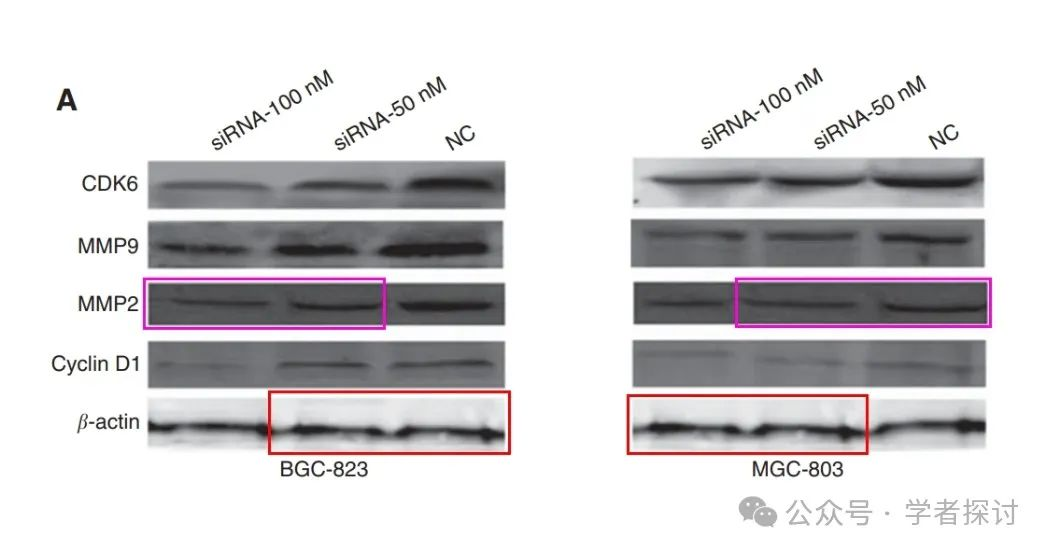 A
siRNA-100 nM
siRNA-50 nM
NC
siRNA-100 nM
siRNA-50 nM
NC
CDK6
MMP9
MMP2
Cyclin D1
β-actin
BGC-823
MGC-803
公众号 · 学者探讨